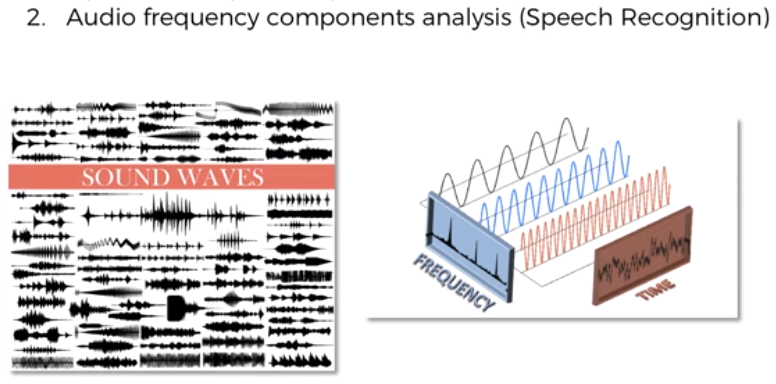 2. Audio frequency components analysis (Speech Recognition)
SOUND WAVES
FREQUENCY
TIME